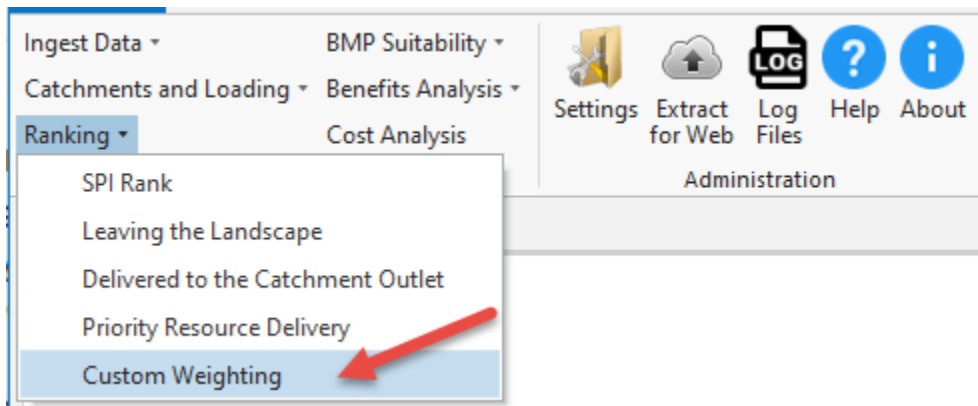 Ingest Data
BMP Suitability
Catchments and Loading
Benefits Analysis
Ranking
Cost Analysis
Settings
Extract
for Web
LOG
Log
Files
?
Help
i
About
Administration
SPI Rank
Leaving the Landscape
Delivered to the Catchment Outlet
Priority Resource Delivery
Custom Weighting